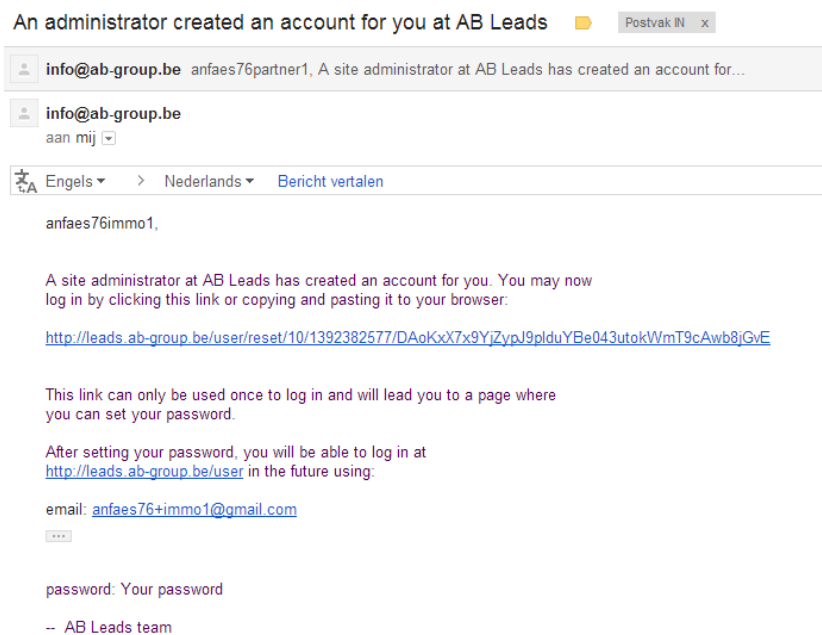 An administrator created an account for you at AB Leads Postvak IN x
info@ab-group.be anfaes76partner1, A site administrator at AB Leads has created an account for...
info@ab-group.be
aan mij
Engels > Nederlands Bericht vertalen
anfaes76immo1,
A site administrator at AB Leads has created an account for you. You may now
log in by clicking this link or copying and pasting it to your browser:
http://leads.ab-group.be/user/reset/10/1392382577/DAoKxX7x9YjZypJ9plduYBe043utokWmT9cAwb8jGvE
This link can only be used once to log in and will lead you to a page where
you can set your password.
After setting your password, you will be able to log in at
http://leads.ab-group.be/user in the future using:
email: anfaes76+immo1@gmail.com
...
password: Your password
-- AB Leads team